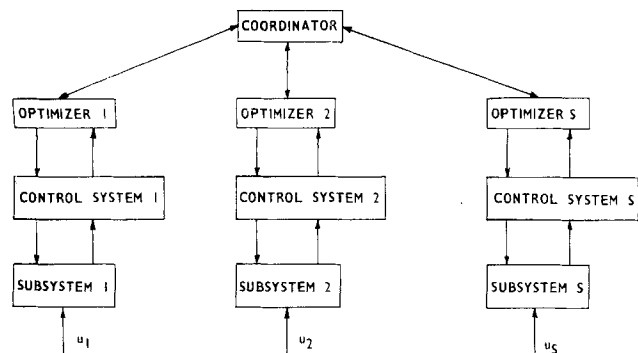 COORDINATOR
OPTIMIZER 1
OPTIMIZER 2
OPTIMIZER S
CONTROL SYSTEM 1
CONTROL SYSTEM 2
CONTROL SYSTEM S
SUBSYSTEM 1
SUBSYSTEM 2
SUBSYSTEM S
u1
u2
uS